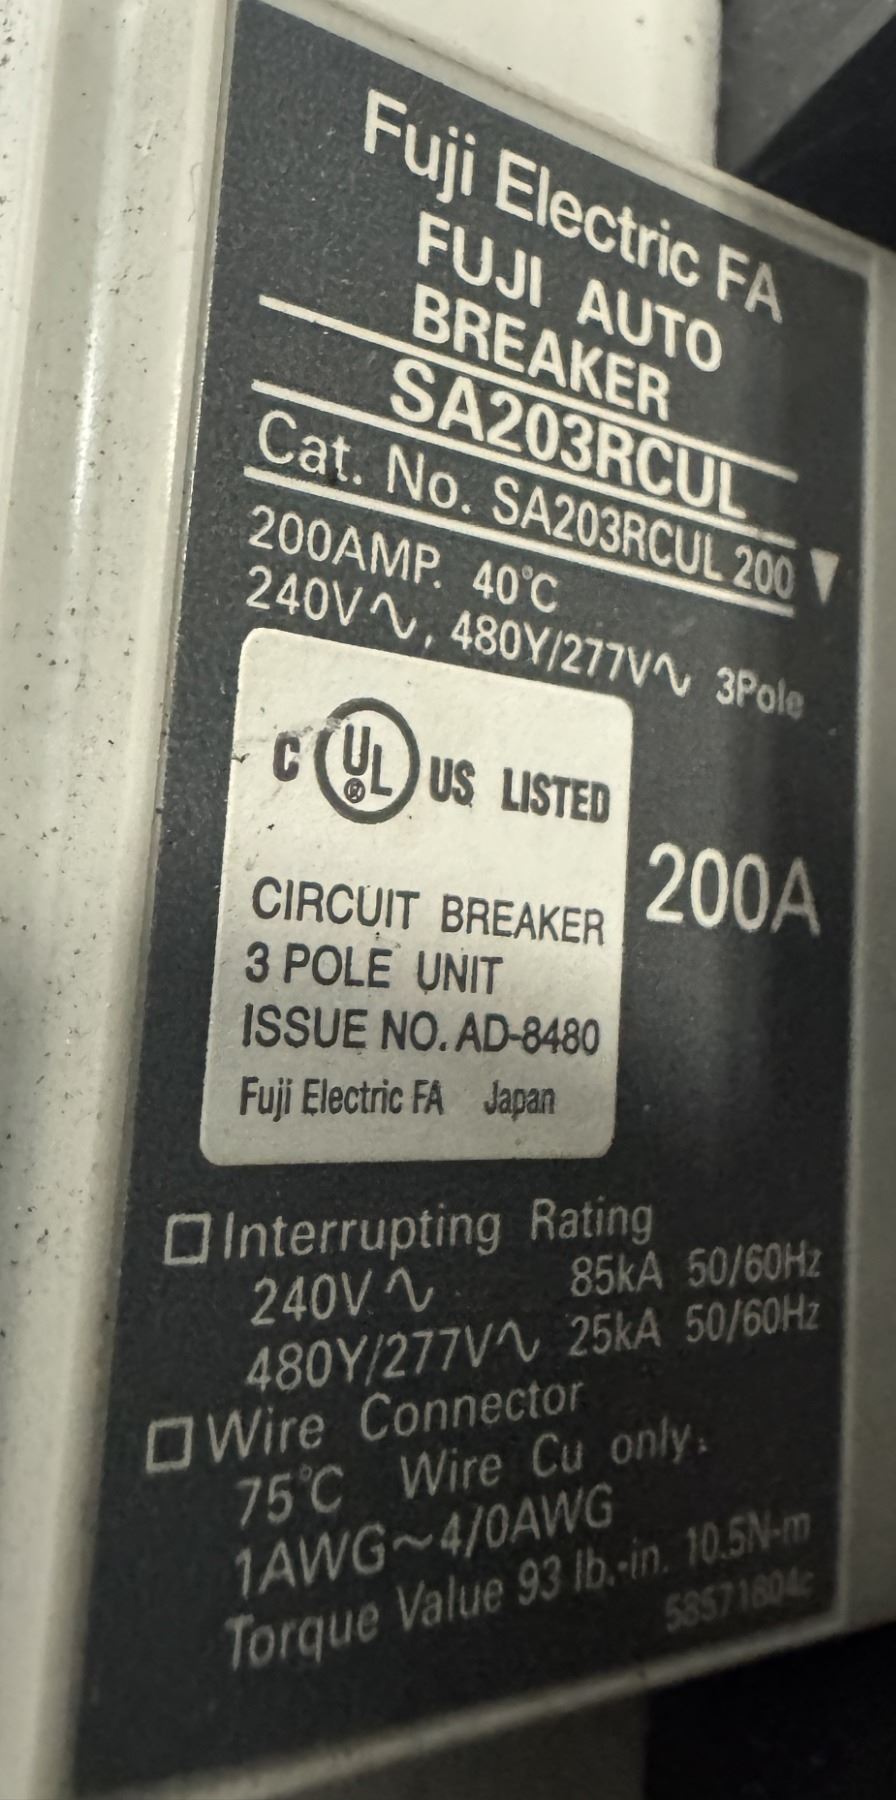 Fuji Electric FA
FUJI AUTO
BREAKER
SA203RCUL
Cat. No. SA203RCUL 200 ▼
200AMP. 40°C
240V∿, 480Y/277V∿ 3Pole
C UL® US LISTED
CIRCUIT BREAKER
3 POLE UNIT
ISSUE NO. AD-8480
Fuji Electric FA Japan
200A
□Interrupting Rating
240V∿ 85kA 50/60Hz
480Y/277V∿ 25kA 50/60Hz
□Wire Connector
75°C Wire Cu only.
1AWG~4/0AWG
Torque Value 93 lb.-in. 10.5N-m
58571804c